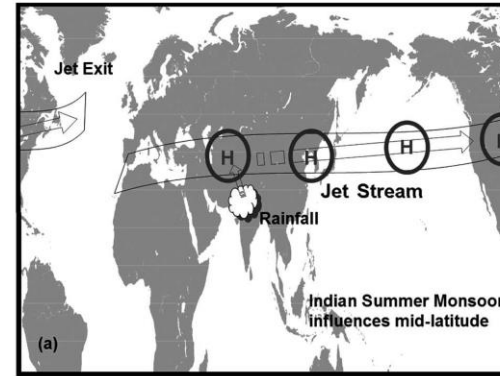 Jet Exit
H
H
H
H
Jet Stream
Rainfall
Indian Summer Monsoon
influences mid-latitude
(a)